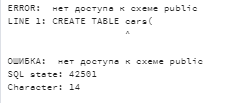 ERROR:  нет доступа к схеме public
LINE 1: CREATE TABLE cars(
                     ^
ОШИБКА:  нет доступа к схеме public
SQL state: 42501
Character: 14